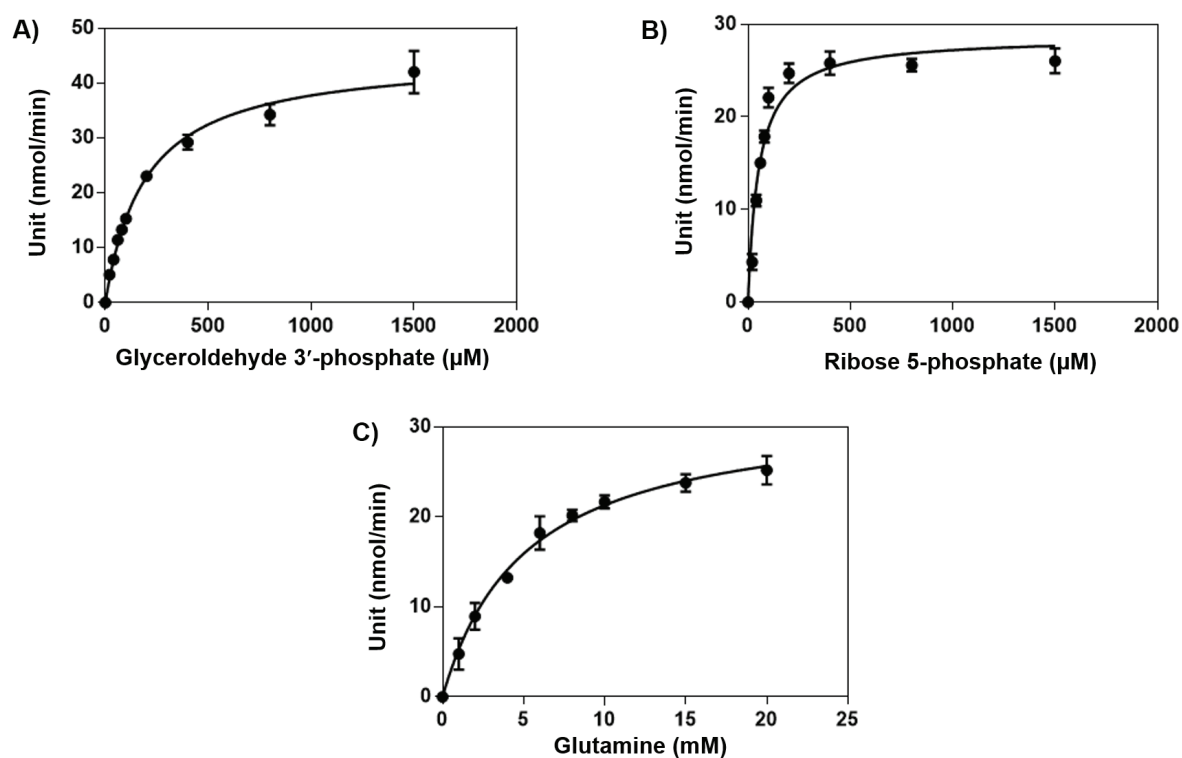 A)
50
40
30
20
10
0
Unit (nmol/min)
0 500 1000 1500 2000
Glyceroldehyde 3′-phosphate (µM)
B)
30
20
10
0
Unit (nmol/min)
0 500 1000 1500 2000
Ribose 5-phosphate (µM)
C)
30
20
10
0
Unit (nmol/min)
0 5 10 15 20 25
Glutamine (mM)